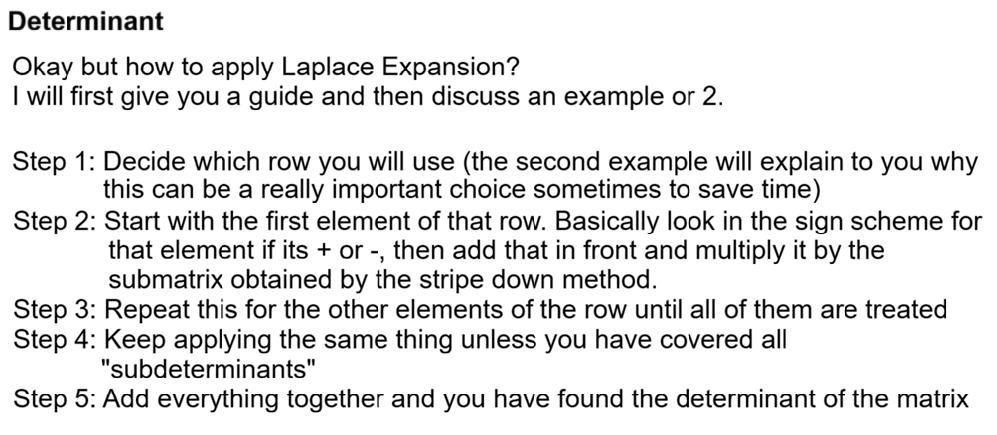 Determinant
Okay but how to apply Laplace Expansion?
I will first give you a guide and then discuss an example or 2.
Step 1: Decide which row you will use (the second example will explain to you why
this can be a really important choice sometimes to save time)
Step 2: Start with the first element of that row. Basically look in the sign scheme for
that element if its + or -, then add that in front and multiply it by the
submatrix obtained by the stripe down method.
Step 3: Repeat this for the other elements of the row until all of them are treated
Step 4: Keep applying the same thing unless you have covered all
"subdeterminants"
Step 5: Add everything together and you have found the determinant of the matrix